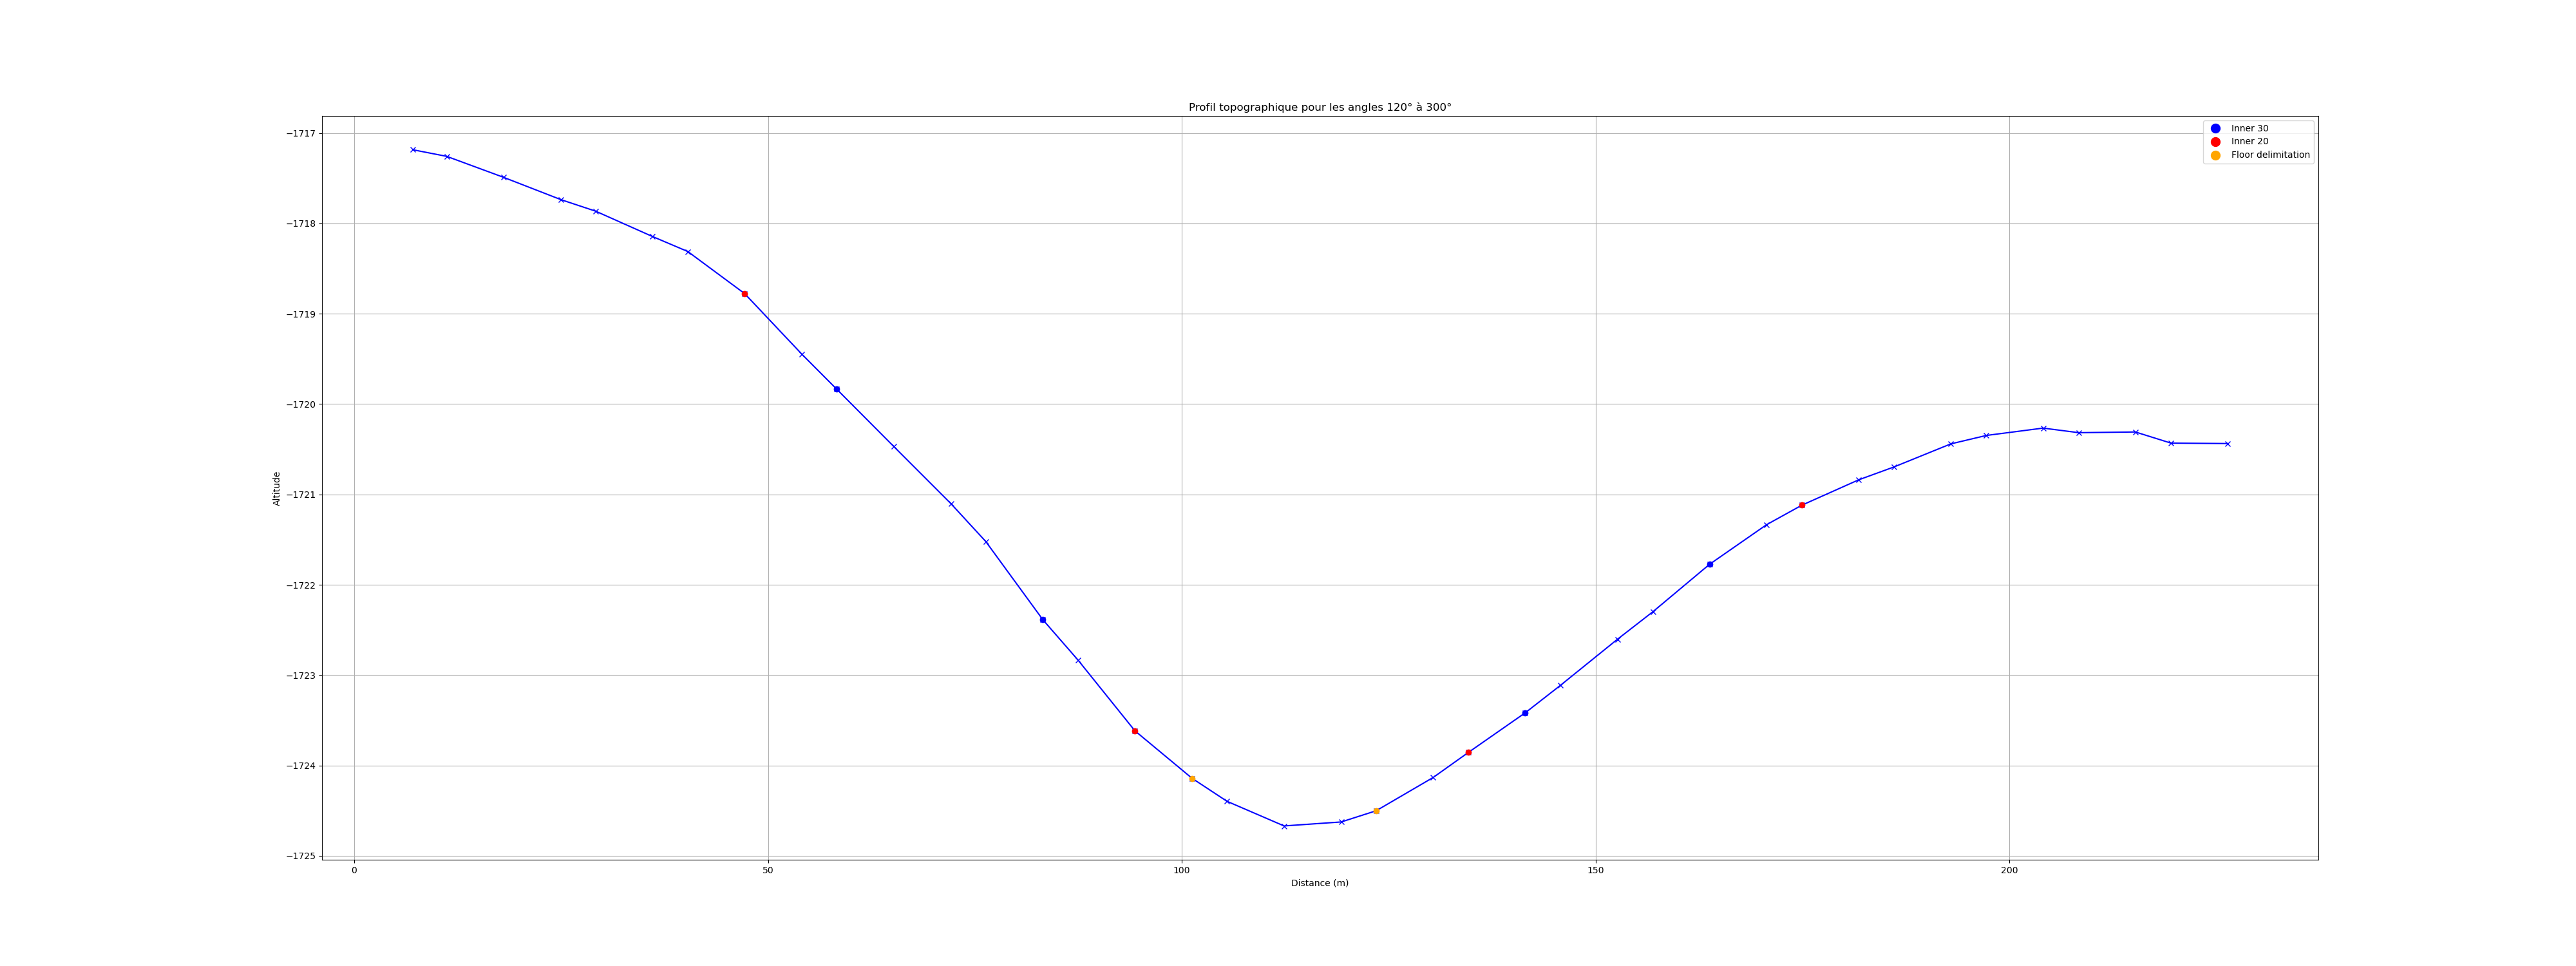 Profil topographique pour les angles 120° à 300°
Inner 30
Inner 20
Floor delimitation
−1717
−1718
−1719
−1720
−1721
−1722
−1723
−1724
−1725
Altitude
0 50 100 150 200
Distance (m)